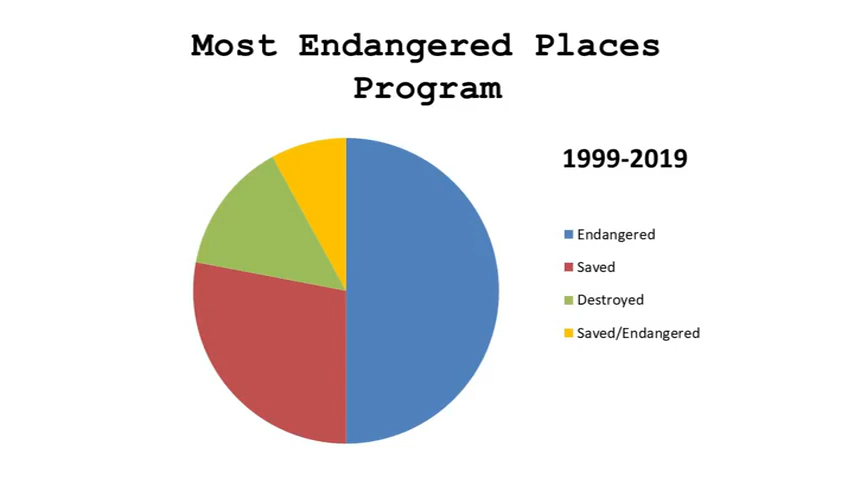 Most Endangered Places
Program
1999-2019
Endangered
Saved
Destroyed
Saved/Endangered